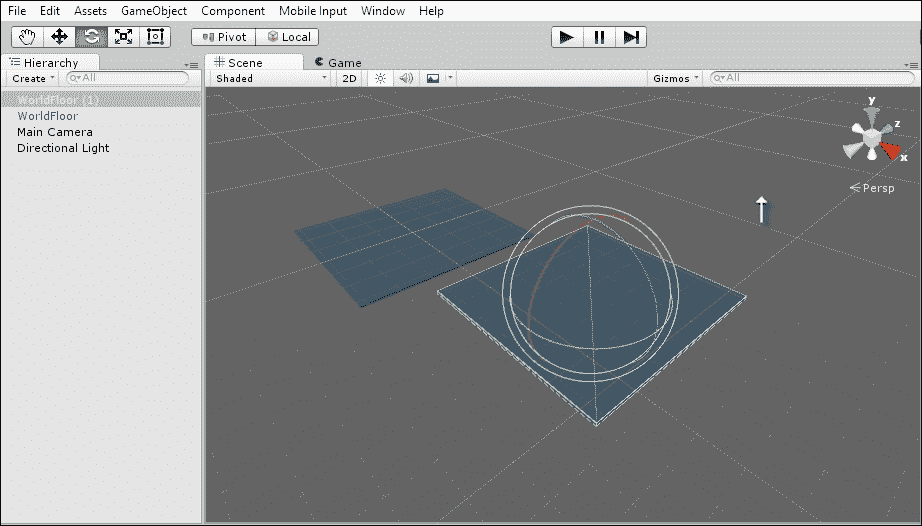 File Edit Assets GameObject Component Mobile Input Window Help
Pivot Local
Hierarchy Scene Game
Create All Shaded 2D Gizmos All
WorldFloor (1)
WorldFloor
Main Camera
Directional Light
y
z
x
Persp